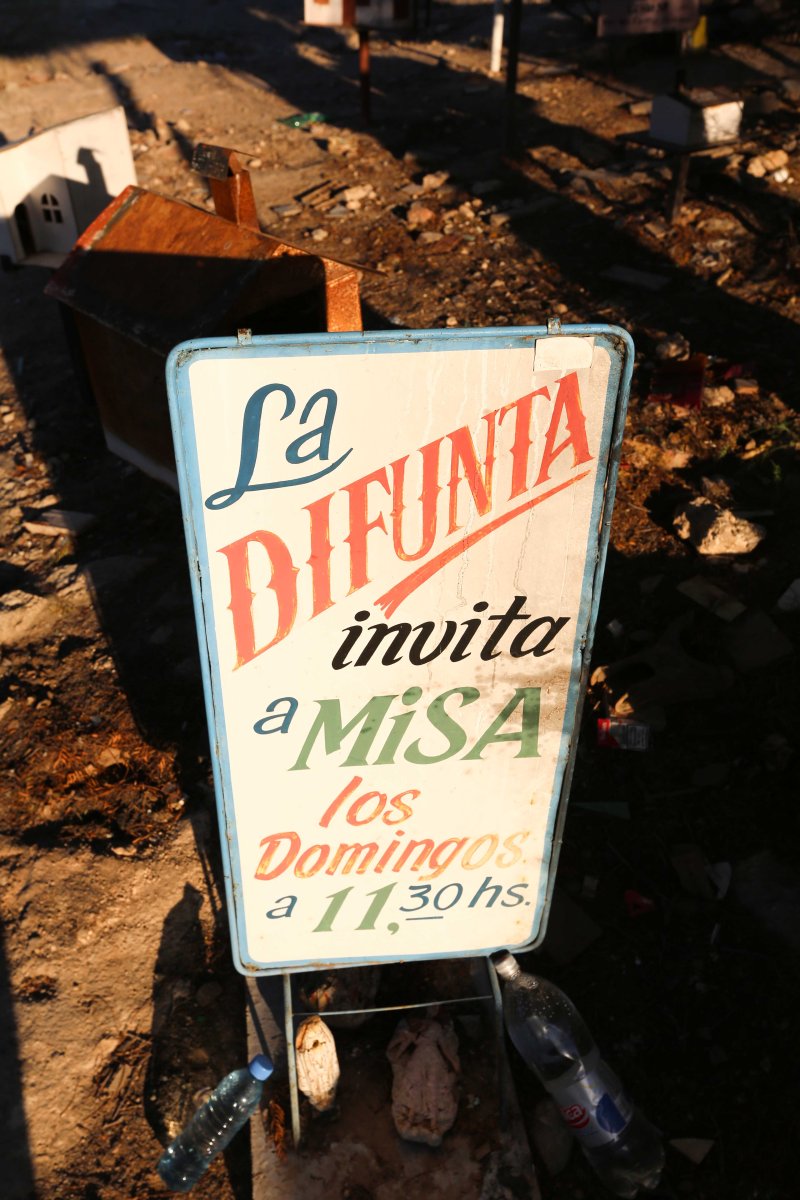 La
DIFUNTA
invita
a MiSA
los
Domingos
a 11,30 hs.